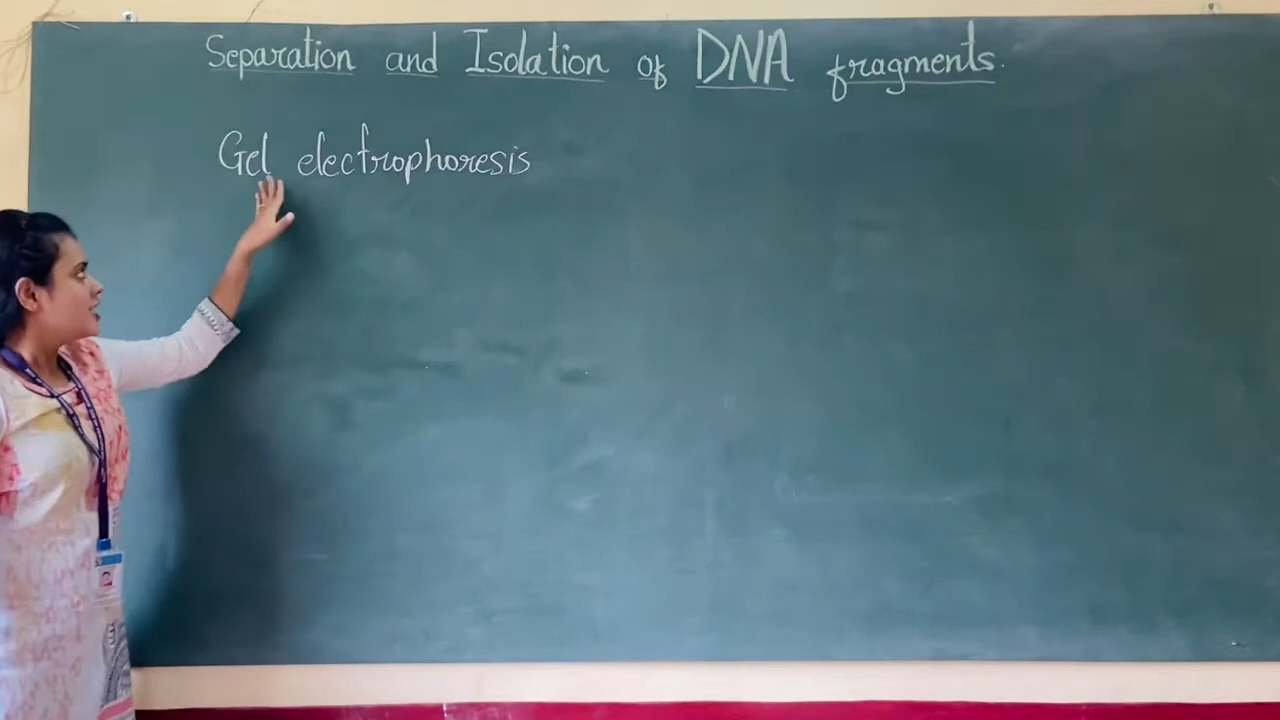 Separation and Isolation of DNA fragments.
Gel electrophoresis